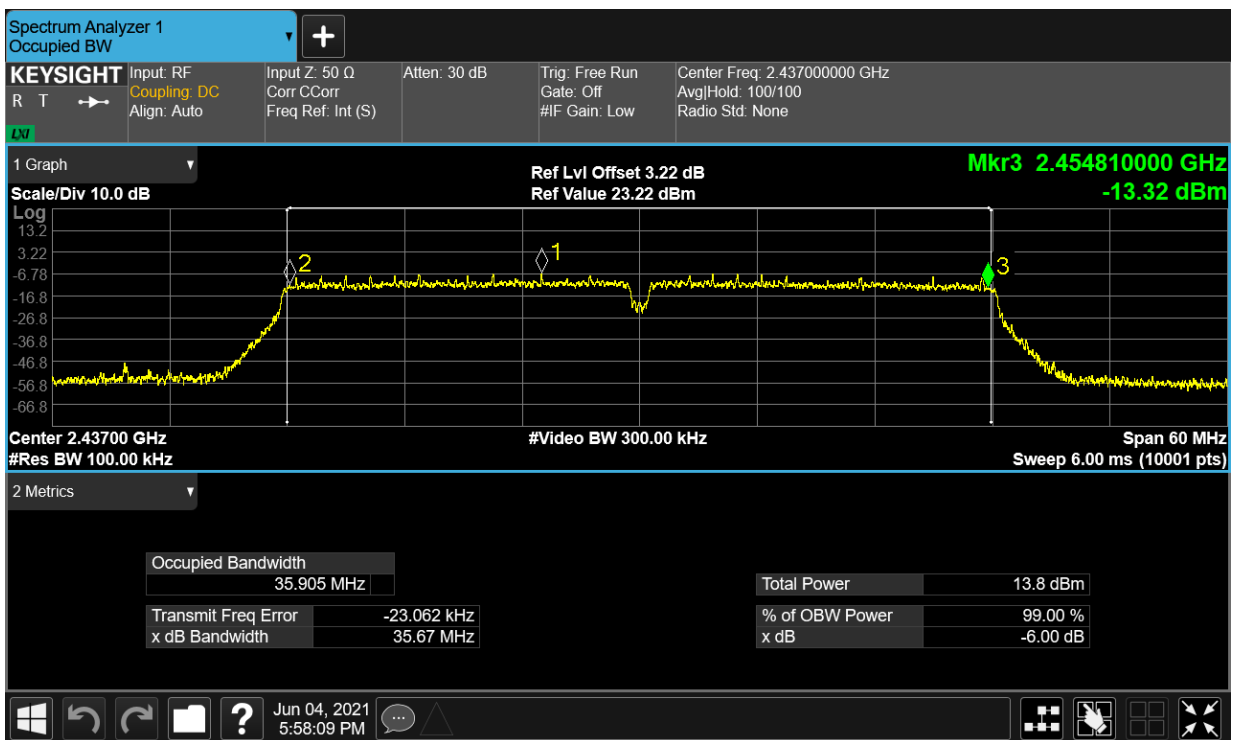 Spectrum Analyzer 1
Occupied BW
KEYSIGHT
R T
LXI
Input: RF
Coupling: DC
Align: Auto
Input Z: 50 Ω
Corr CCorr
Freq Ref: Int (S)
Atten: 30 dB
Trig: Free Run
Gate: Off
#IF Gain: Low
Center Freq: 2.437000000 GHz
Avg|Hold: 100/100
Radio Std: None
1 Graph
Scale/Div 10.0 dB
Ref Lvl Offset 3.22 dB
Ref Value 23.22 dBm
Mkr3 2.454810000 GHz
-13.32 dBm
Log
13.2
3.22
-6.78
-16.8
-26.8
-36.8
-46.8
-56.8
-66.8
2
1
3
Center 2.43700 GHz
#Video BW 300.00 kHz
Span 60 MHz
#Res BW 100.00 kHz
Sweep 6.00 ms (10001 pts)
2 Metrics
Occupied Bandwidth
35.905 MHz
Total Power 13.8 dBm
Transmit Freq Error -23.062 kHz
% of OBW Power 99.00 %
x dB Bandwidth 35.67 MHz
x dB -6.00 dB
?
Jun 04, 2021
5:58:09 PM